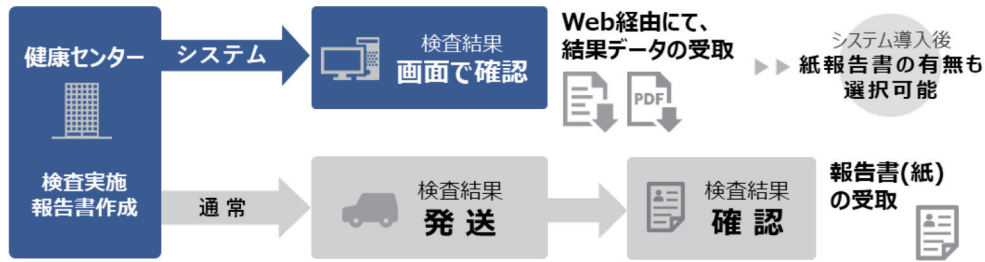 健康センター
検査実施
報告書作成
システム
検査結果
画面で確認
Web経由にて、
結果データの受取
PDF
システム導入後
紙報告書の有無も
選択可能
通常
検査結果
発送
検査結果
確認
報告書(紙)
の受取